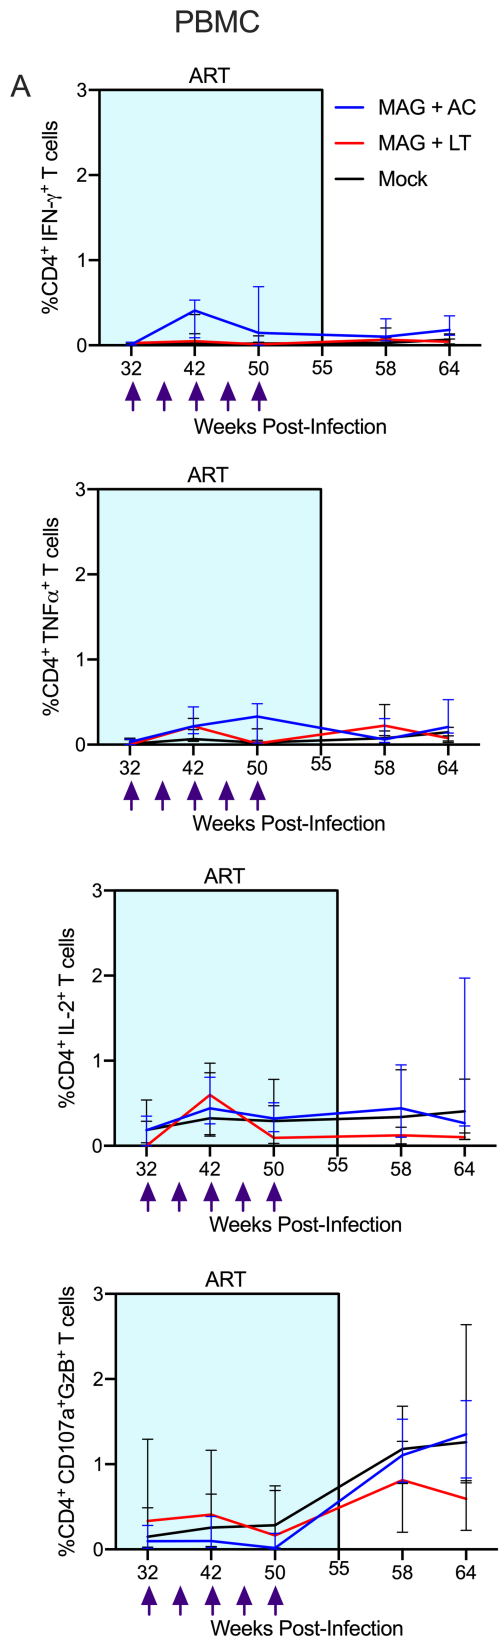 PBMC
A
ART
%CD4⁺ IFN-γ⁺ T cells
3
2
1
0
MAG + AC
MAG + LT
Mock
32 42 50 55 58 64
Weeks Post-Infection
ART
%CD4⁺ TNFα⁺ T cells
3
2
1
0
32 42 50 55 58 64
Weeks Post-Infection
ART
%CD4⁺ IL-2⁺ T cells
3
2
1
0
32 42 50 55 58 64
Weeks Post-Infection
ART
%CD4⁺ CD107a⁺GzB⁺ T cells
3
2
1
0
32 42 50 55 58 64
Weeks Post-Infection